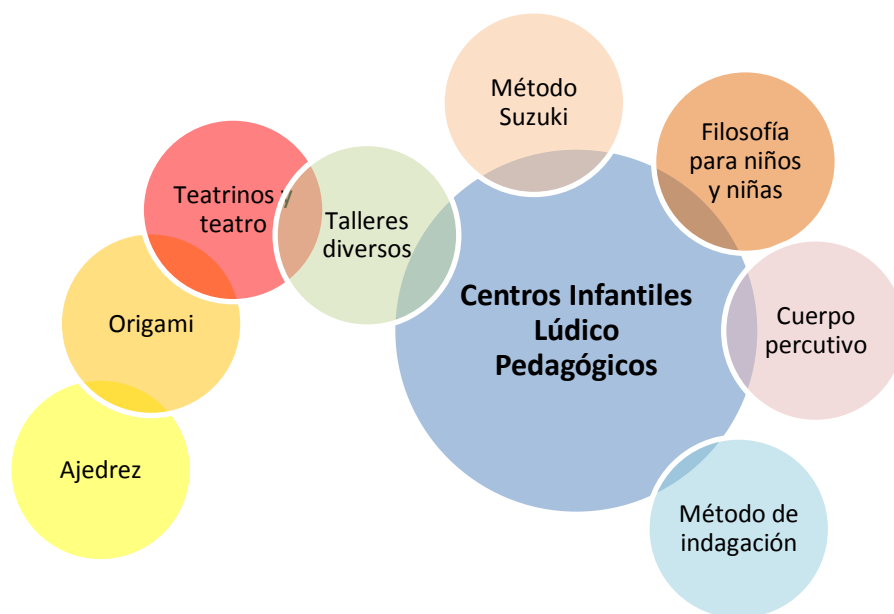 Método
Suzuki
Filosofía
para niños
y niñas
Teatrinos y
teatro
Talleres
diversos
Centros Infantiles
Lúdico
Pedagógicos
Cuerpo
percutivo
Origami
Ajedrez
Método de
indagación